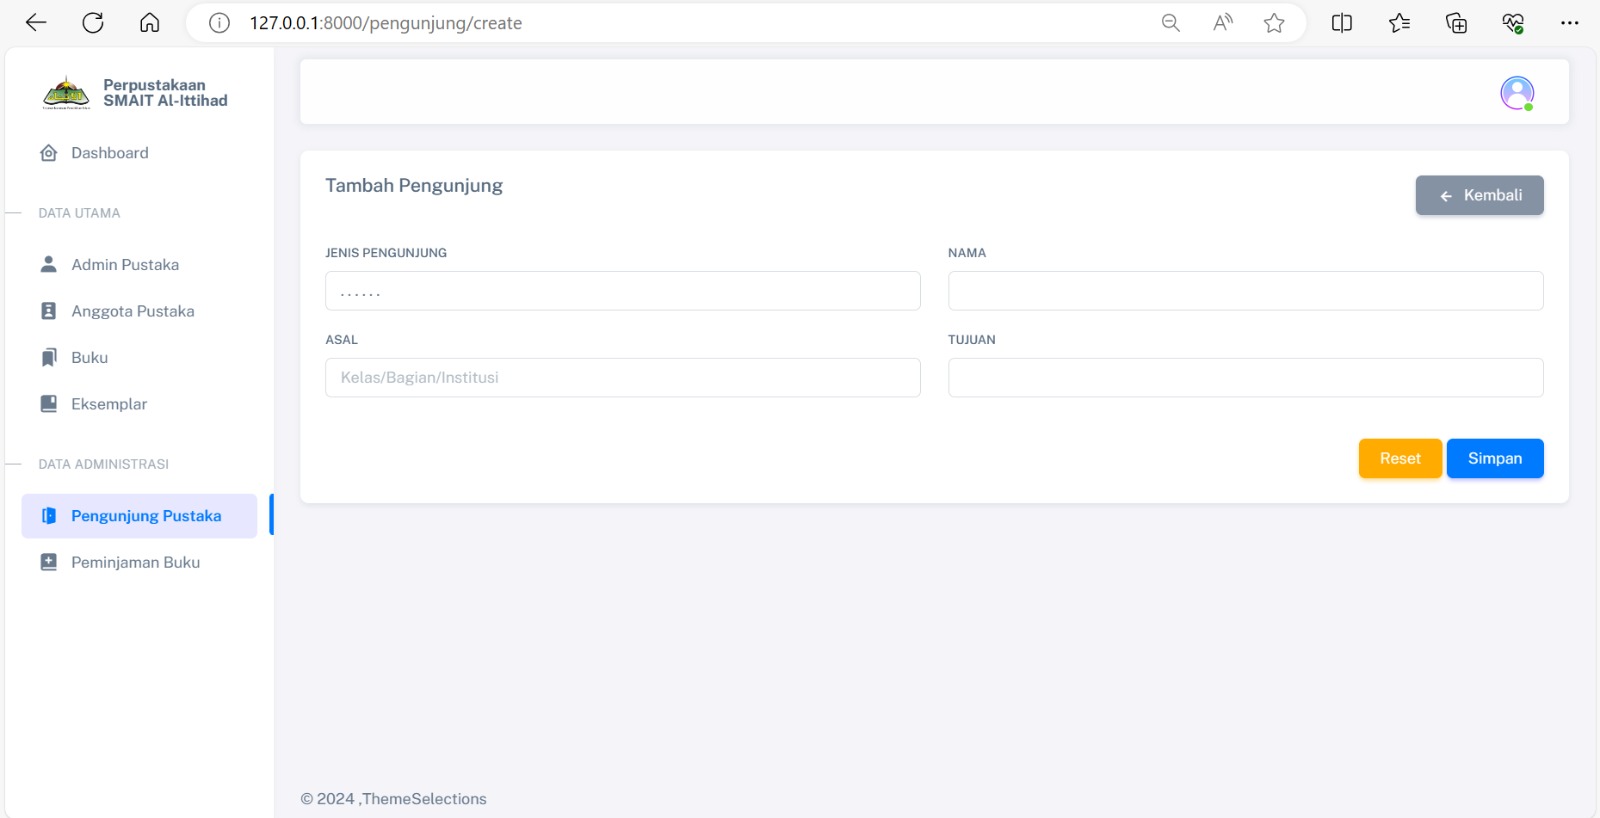 127.0.0.1:8000/pengunjung/create
Perpustakaan
SMAIT Al-Ittihad
Dashboard
DATA UTAMA
Admin Pustaka
Anggota Pustaka
Buku
Eksemplar
DATA ADMINISTRASI
Pengunjung Pustaka
Peminjaman Buku
Tambah Pengunjung
Kembali
JENIS PENGUNJUNG
NAMA
......
ASAL
TUJUAN
Kelas/Bagian/Institusi
Reset
Simpan
© 2024 ,ThemeSelections